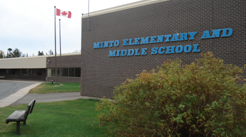 MINTO ELEMENTARY AND
MIDDLE SCHOOL